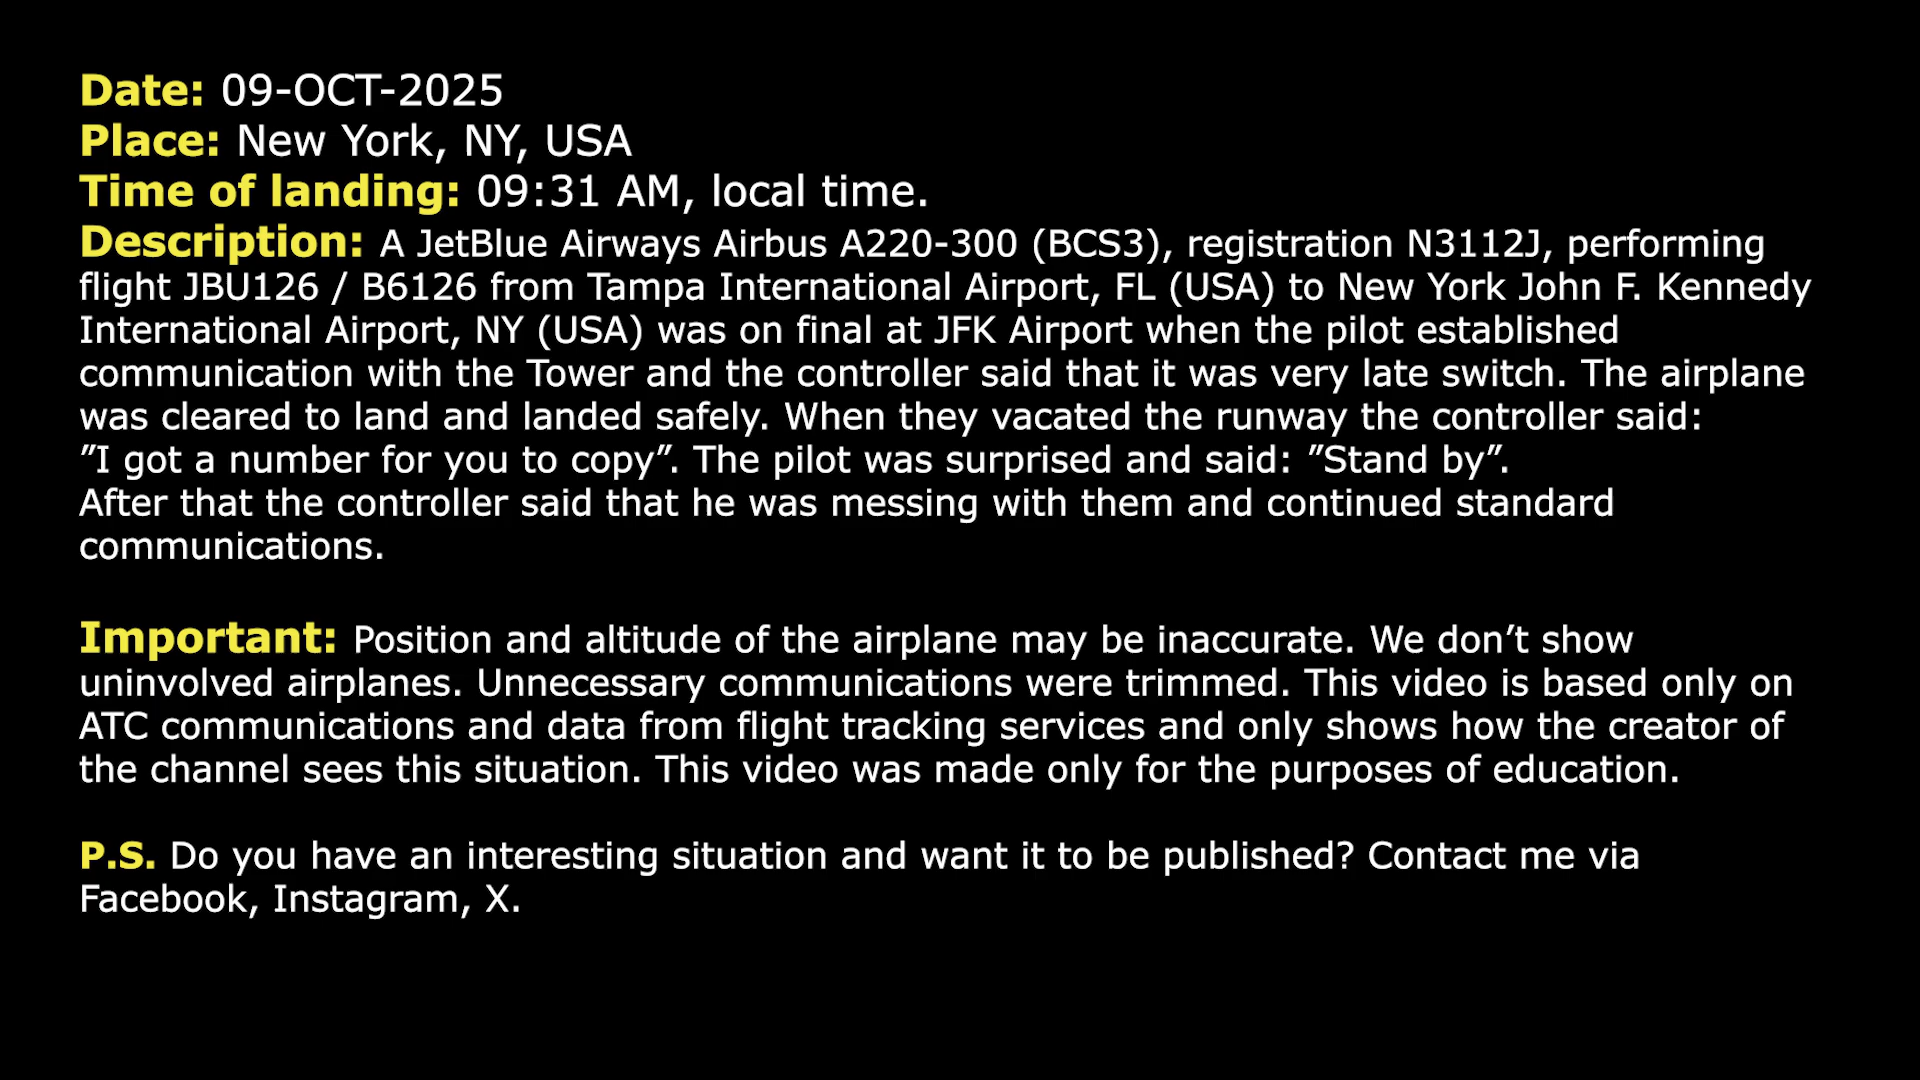 Date: 09-OCT-2025
Place: New York, NY, USA
Time of landing: 09:31 AM, local time.
Description: A JetBlue Airways Airbus A220-300 (BCS3), registration N3112J, performing
flight JBU126 / B6126 from Tampa International Airport, FL (USA) to New York John F. Kennedy
International Airport, NY (USA) was on final at JFK Airport when the pilot established
communication with the Tower and the controller said that it was very late switch. The airplane
was cleared to land and landed safely. When they vacated the runway the controller said:
”I got a number for you to copy”. The pilot was surprised and said: ”Stand by”.
After that the controller said that he was messing with them and continued standard
communications.
Important: Position and altitude of the airplane may be inaccurate. We don’t show
uninvolved airplanes. Unnecessary communications were trimmed. This video is based only on
ATC communications and data from flight tracking services and only shows how the creator of
the channel sees this situation. This video was made only for the purposes of education.
P.S. Do you have an interesting situation and want it to be published? Contact me via
Facebook, Instagram, X.